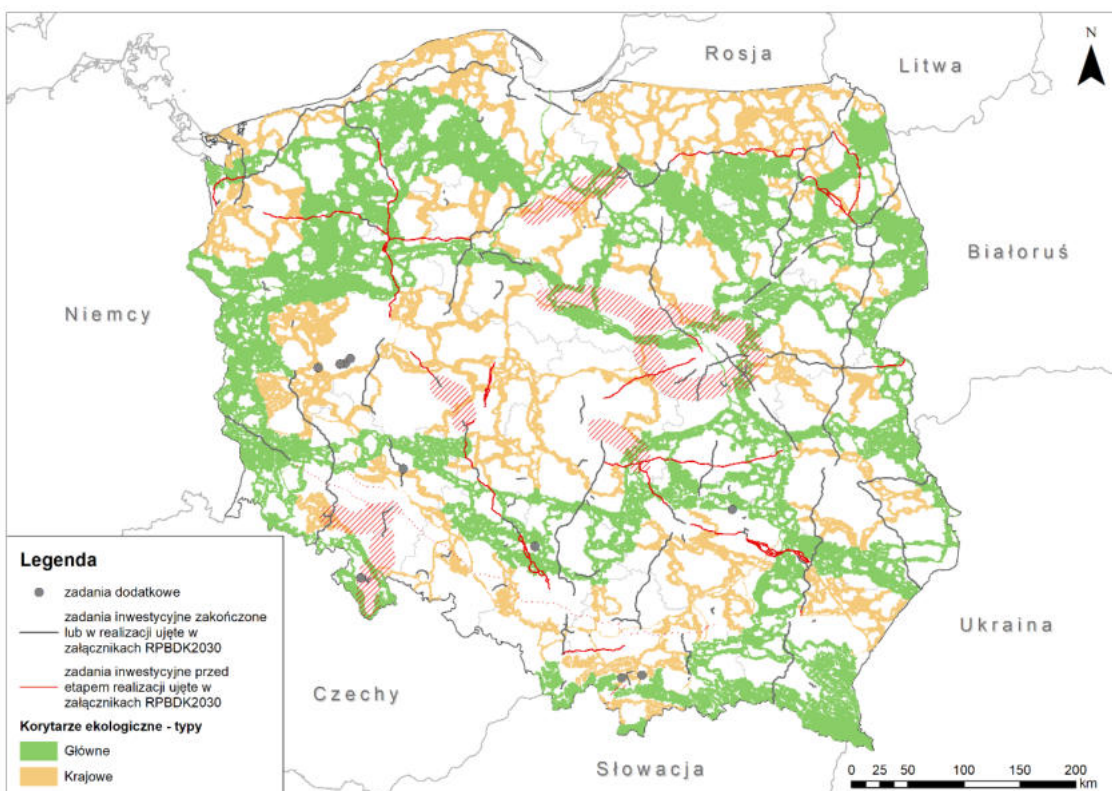 N
Rosja
Litwa
Białoruś
Niemcy
Ukraina
Czechy
Słowacja
Legenda
zadania dodatkowe
zadania inwestycyjne zakończone
lub w realizacji ujęte w
załącznikach RPBDK2030
zadania inwestycyjne przed
etapem realizacji ujęte w
załącznikach RPBDK2030
Korytarze ekologiczne - typy
Główne
Krajowe
0 25 50 100 150 200
km